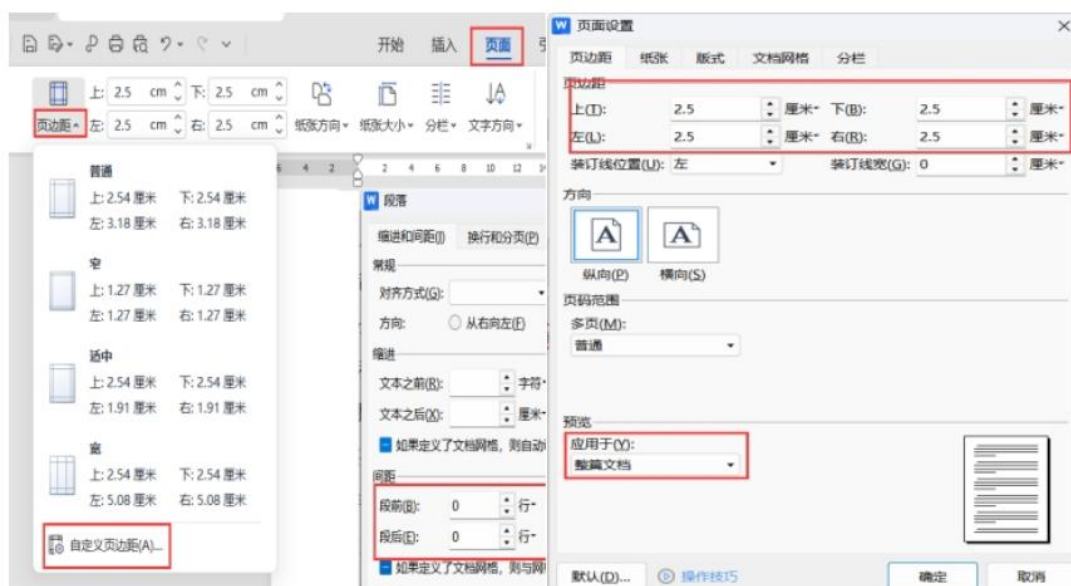 开始 插入 页面
上: 2.5 cm 下: 2.5 cm
页边距 左: 2.5 cm 右: 2.5 cm 纸张方向 纸张大小 分栏 文字方向
普通
上: 2.54 厘米 下: 2.54 厘米
左: 3.18 厘米 右: 3.18 厘米
窄
上: 1.27 厘米 下: 1.27 厘米
左: 1.27 厘米 右: 1.27 厘米
适中
上: 2.54 厘米 下: 2.54 厘米
左: 1.91 厘米 右: 1.91 厘米
宽
上: 2.54 厘米 下: 2.54 厘米
左: 5.08 厘米 右: 5.08 厘米
自定义页边距(A)...
6 4 2 2 4 6 8 10 12
段落
缩进和间距(I) 换行和分页(P)
常规
对齐方式(G):
方向: 从右向左(F)
缩进
文本之前(R): 字符
文本之后(X): 厘米
如果定义了文档网格，则自动
间距
段前(B): 0 行
段后(E): 0 行
如果定义了文档网格，则与网
W 页面设置
页边距 纸张 版式 文档网格 分栏
页边距
上(T): 2.5 厘米 下(B): 2.5 厘米
左(L): 2.5 厘米 右(R): 2.5 厘米
装订线位置(U): 左 装订线宽(G): 0 厘米
方向
A A
纵向(P) 横向(S)
页码范围
多页(M):
普通
预览
应用于(Y):
整篇文档
默认(D)... 操作技巧 确定 取消